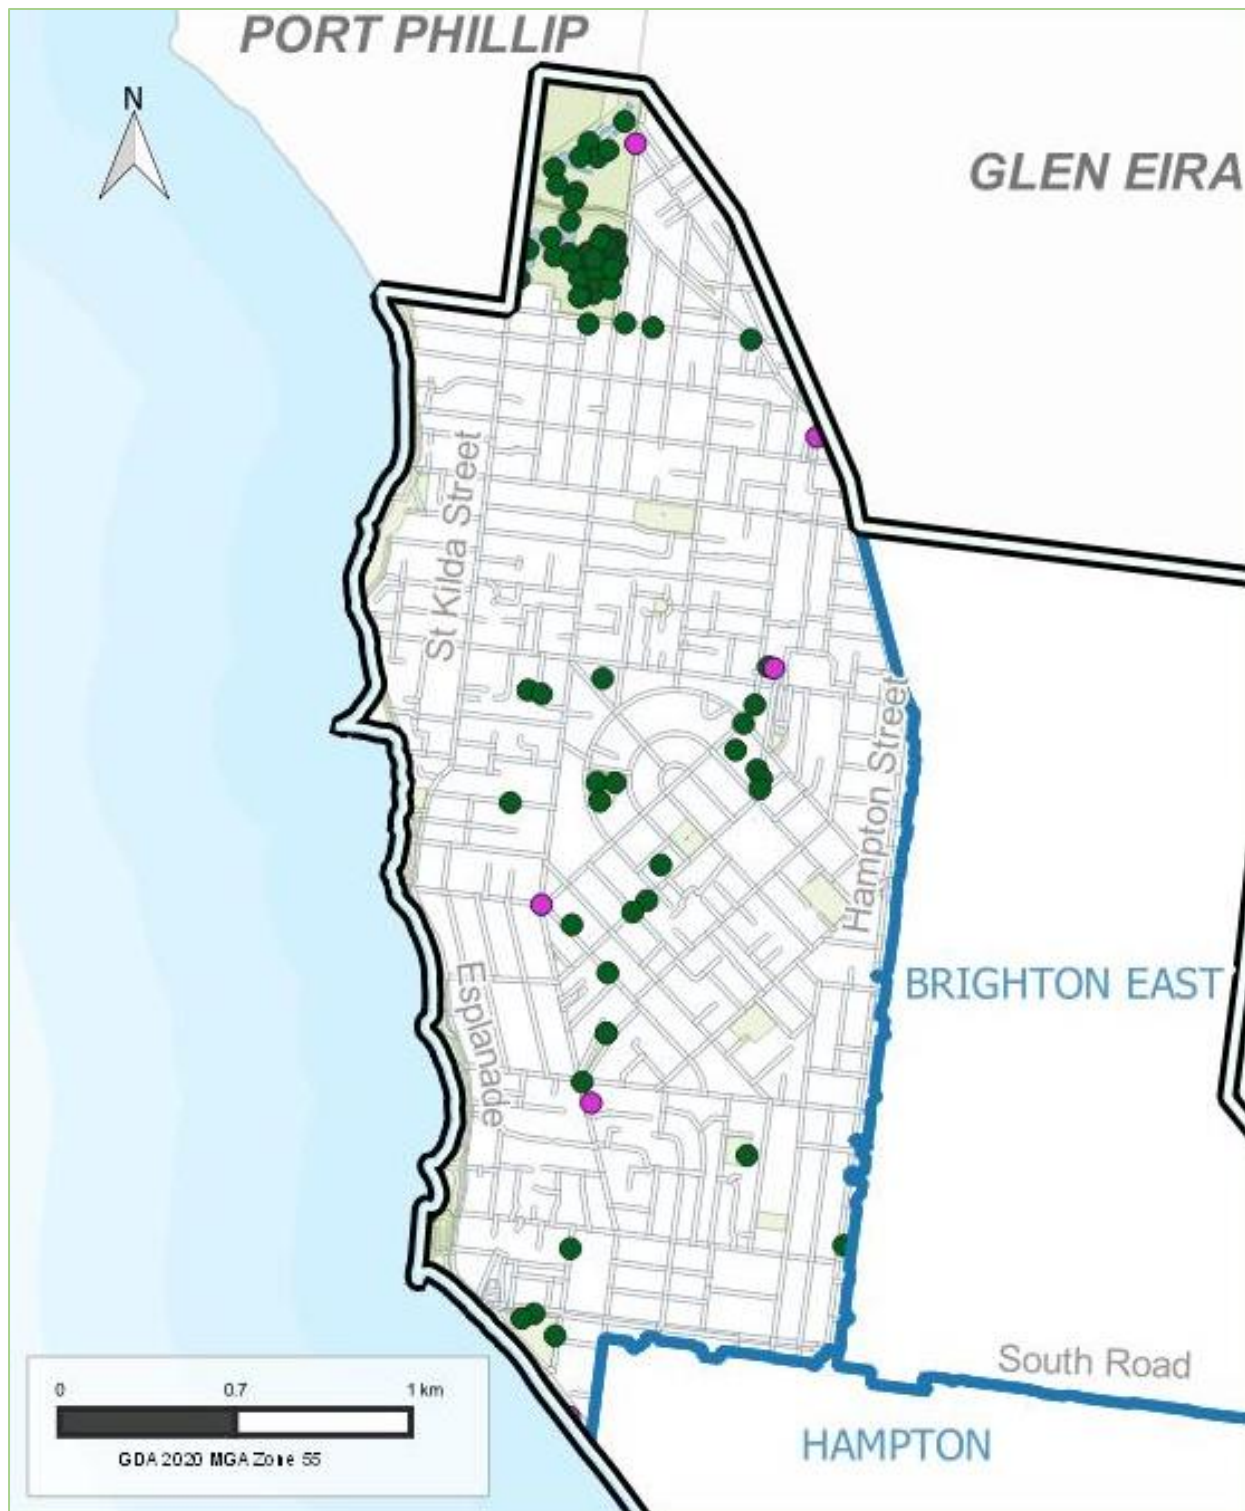 PORT PHILLIP
N
GLEN EIRA
St Kilda Street
Hampton Street
BRIGHTON EAST
Esplanade
South Road
0 0.7 1 km
GDA 2020 MGA Zone 55
HAMPTON